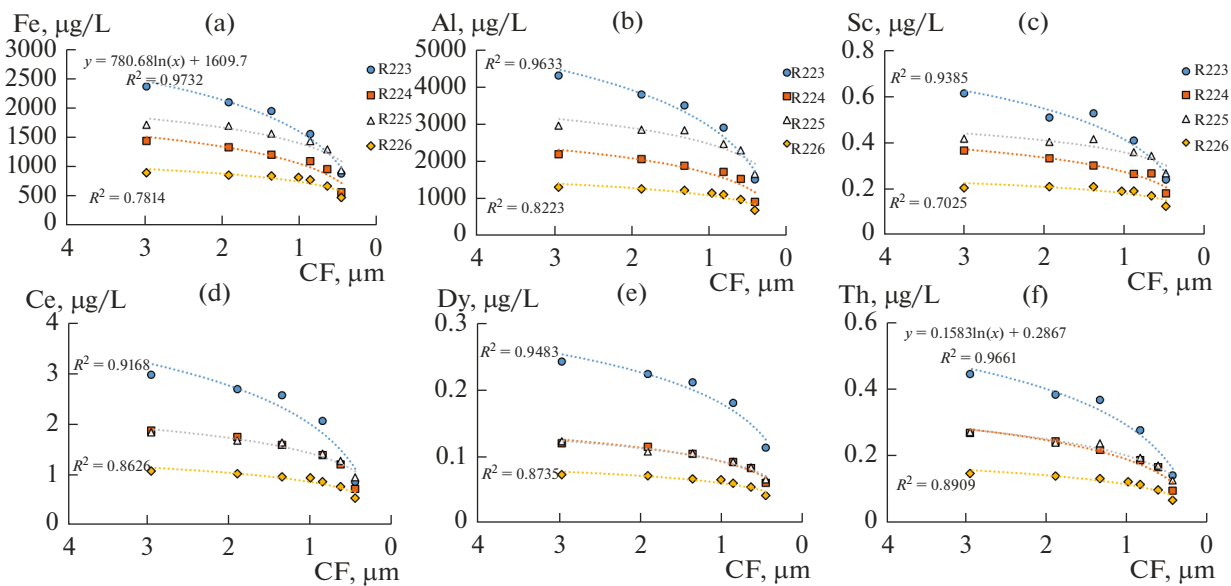 Fe, μg/L (a)
3000
2500
2000
1500
1000
500
0
y = 780.68ln(x) + 1609.7
R² = 0.9732
R² = 0.7814
R223
R224
R225
R226
4 3 2 1 0
CF, μm
Al, μg/L (b)
5000
4000
3000
2000
1000
0
R² = 0.9633
R² = 0.8223
R223
R224
R225
R226
4 3 2 1 0
CF, μm
Sc, μg/L (c)
0.8
0.6
0.4
0.2
0
R² = 0.9385
R² = 0.7025
R223
R224
R225
R226
4 3 2 1 0
CF, μm
Ce, μg/L (d)
4
3
2
1
0
R² = 0.9168
R² = 0.8626
4 3 2 1 0
CF, μm
Dy, μg/L (e)
0.3
0.2
0.1
0
R² = 0.9483
R² = 0.8735
4 3 2 1 0
CF, μm
Th, μg/L (f)
0.6
0.4
0.2
0
y = 0.1583ln(x) + 0.2867
R² = 0.9661
R² = 0.8909
4 3 2 1 0
CF, μm